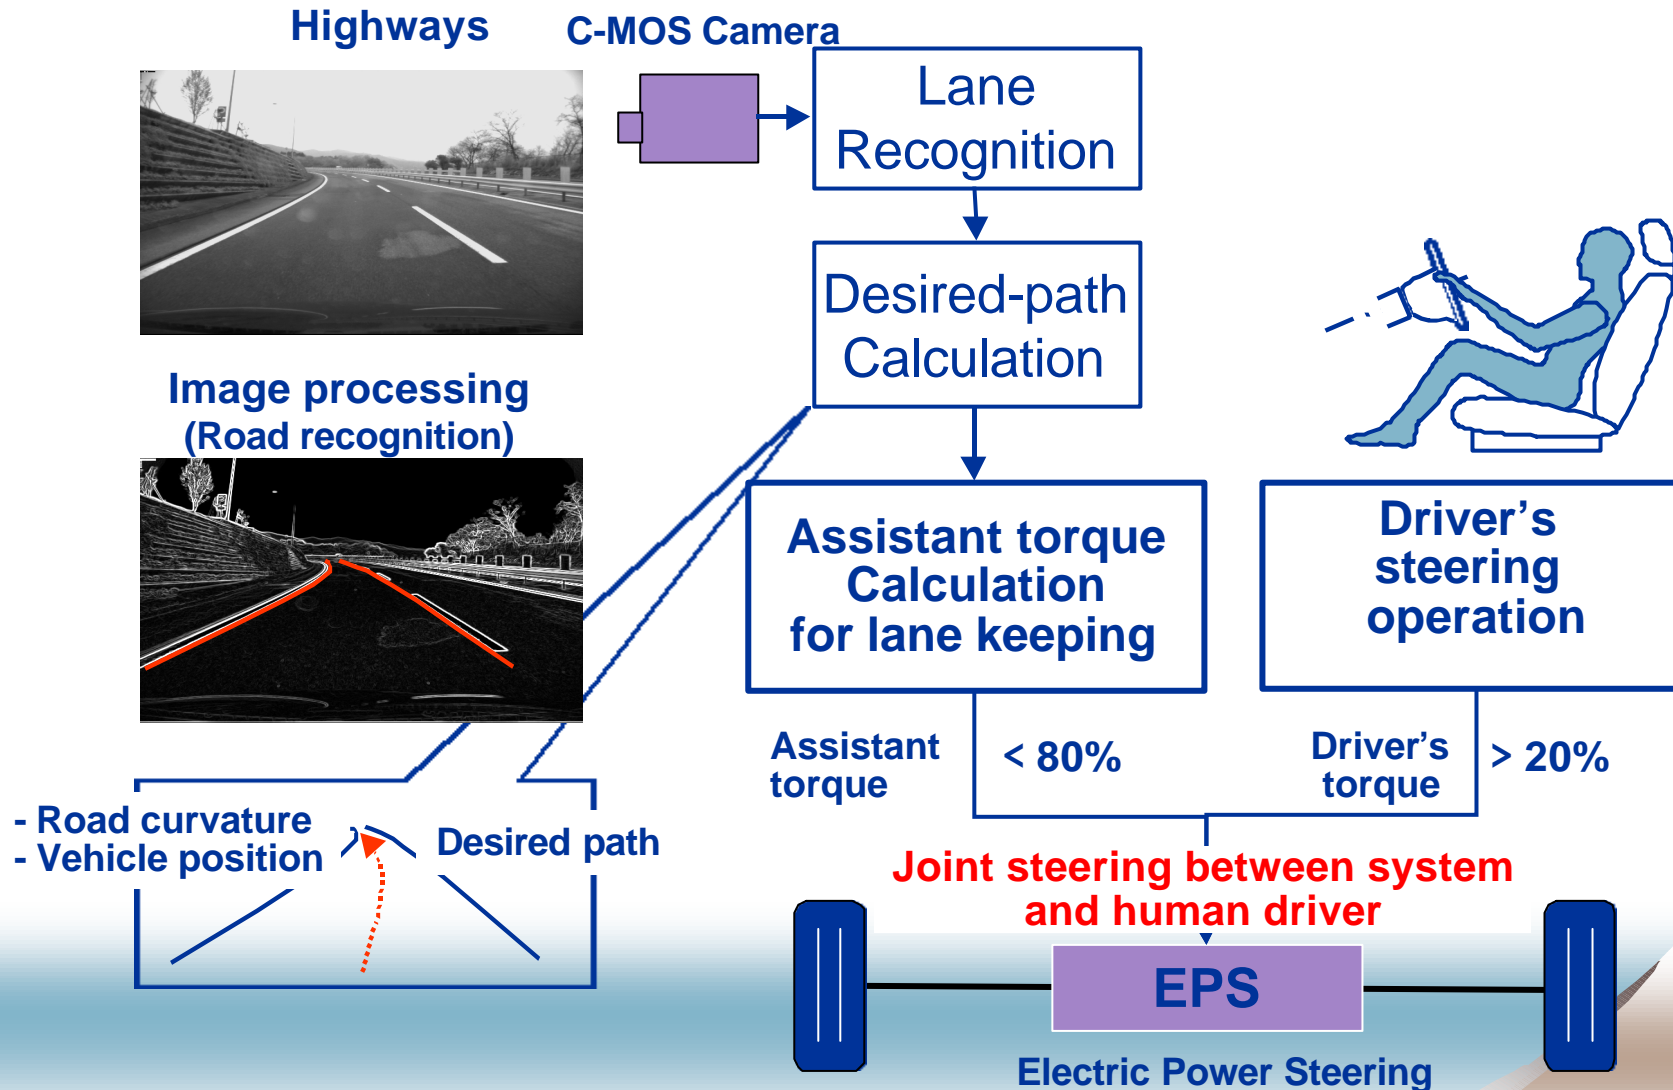 Highways
C-MOS Camera
Lane
Recognition
Desired-path
Calculation
Image processing
(Road recognition)
Assistant torque
Calculation
for lane keeping
Driver's
steering
operation
Assistant
torque
< 80%
Driver's
torque
> 20%
- Road curvature
- Vehicle position
Desired path
Joint steering between system
and human driver
EPS
Electric Power Steering